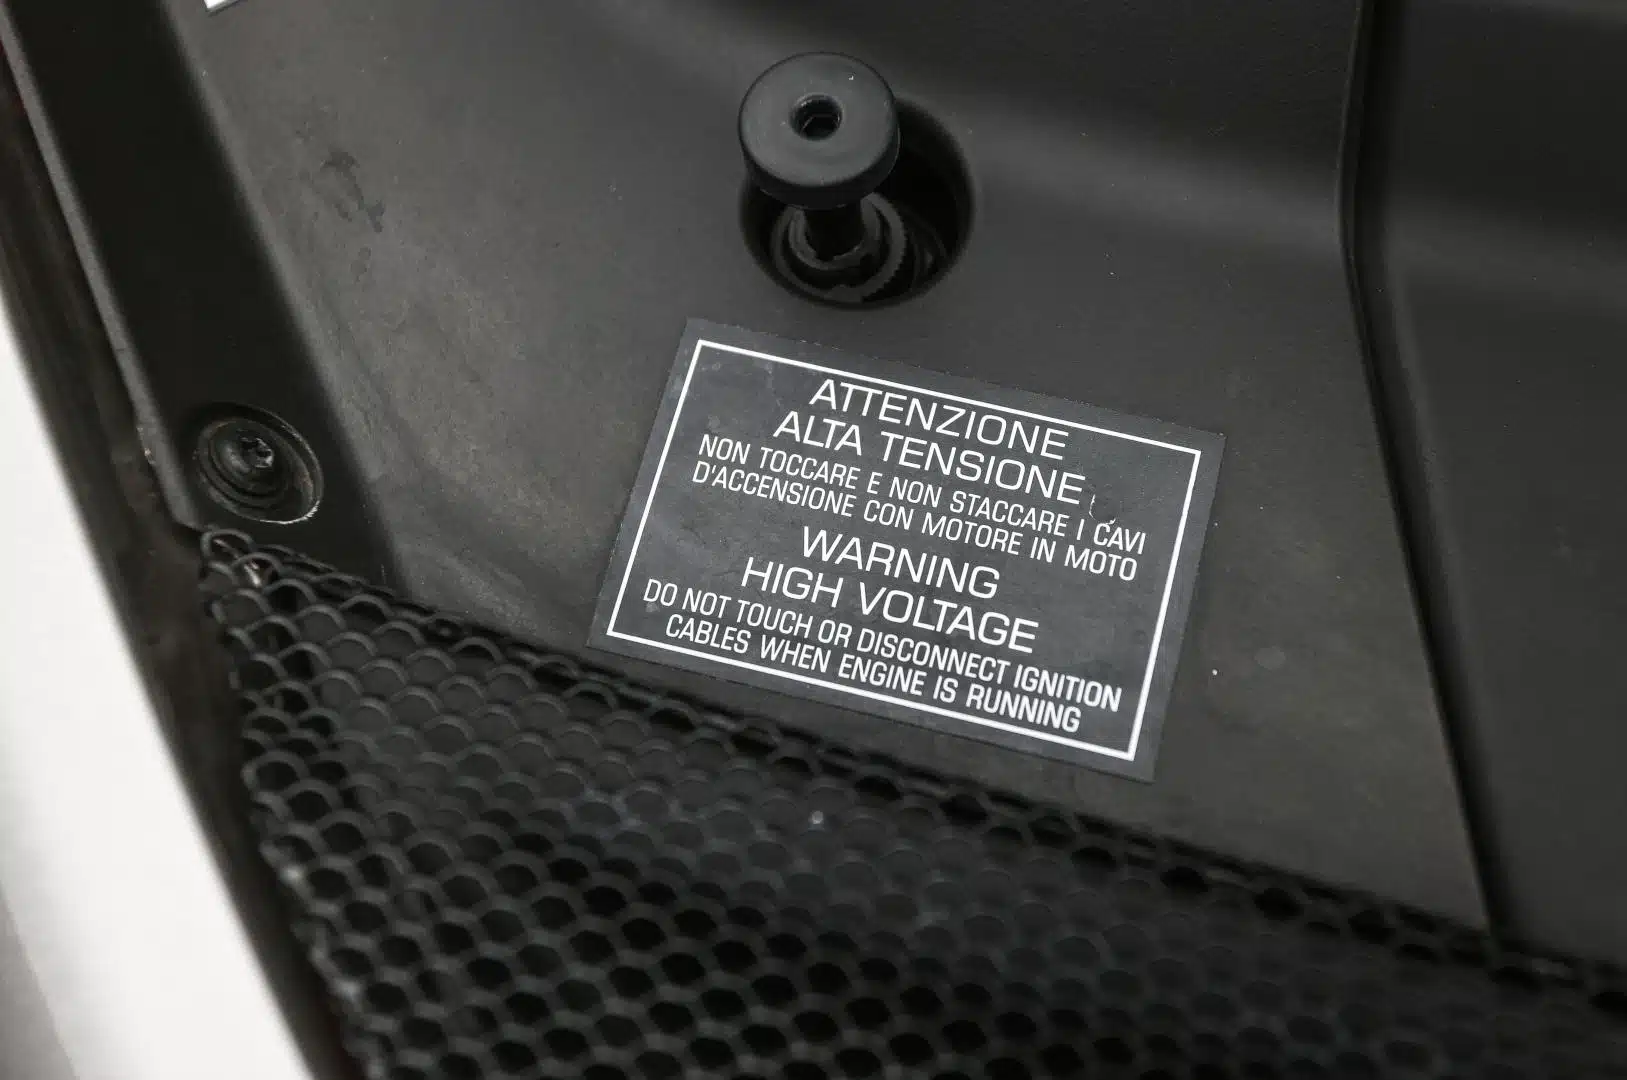 ATTENZIONE
ALTA TENSIONE
NON TOCCARE E NON STACCARE I CAVI
D'ACCENSIONE CON MOTORE IN MOTO
WARNING
HIGH VOLTAGE
DO NOT TOUCH OR DISCONNECT IGNITION
CABLES WHEN ENGINE IS RUNNING